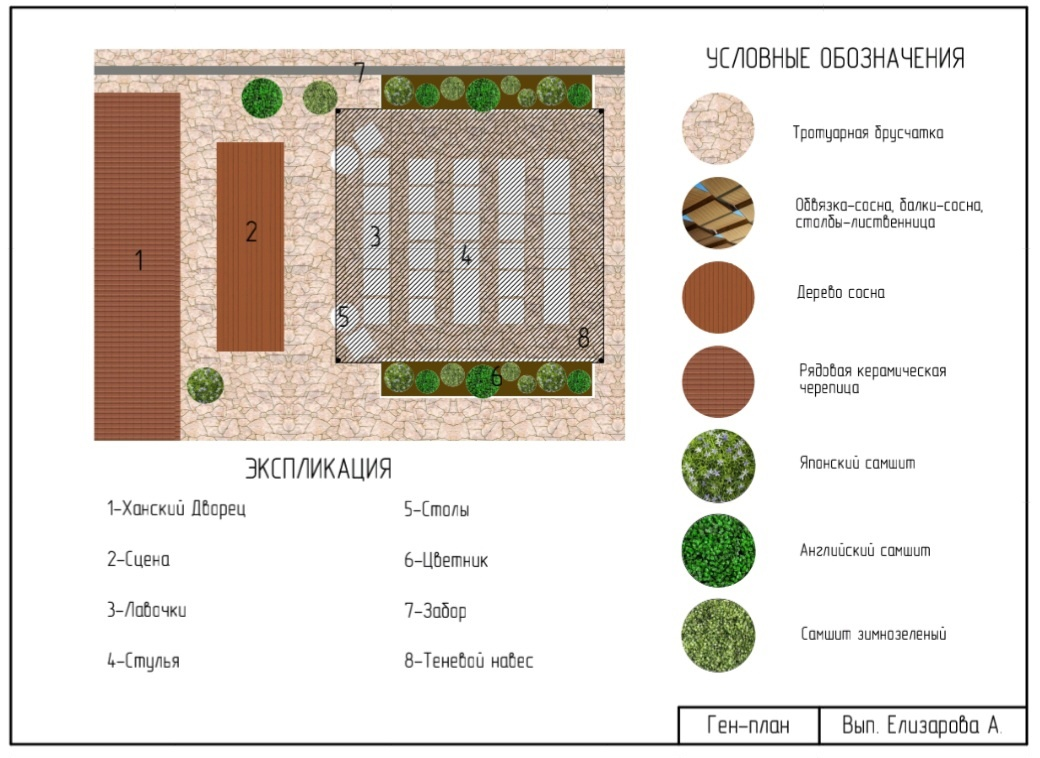 УСЛОВНЫЕ ОБОЗНАЧЕНИЯ
7
1
2
3
4
5
8
6
Тротуарная брусчатка
Обвязка-сосна, балки-сосна,
столбы-лиственница
Дерево сосна
Рядовая керамическая
черепица
Японский самшит
Английский самшит
Самшит зимнозеленый
ЭКСПЛИКАЦИЯ
1-Ханский Дворец
2-Сцена
3-Лавочки
4-Стулья
5-Столы
6-Цветник
7-Забор
8-Теневой навес
Ген-план
Вып. Елизарова А.